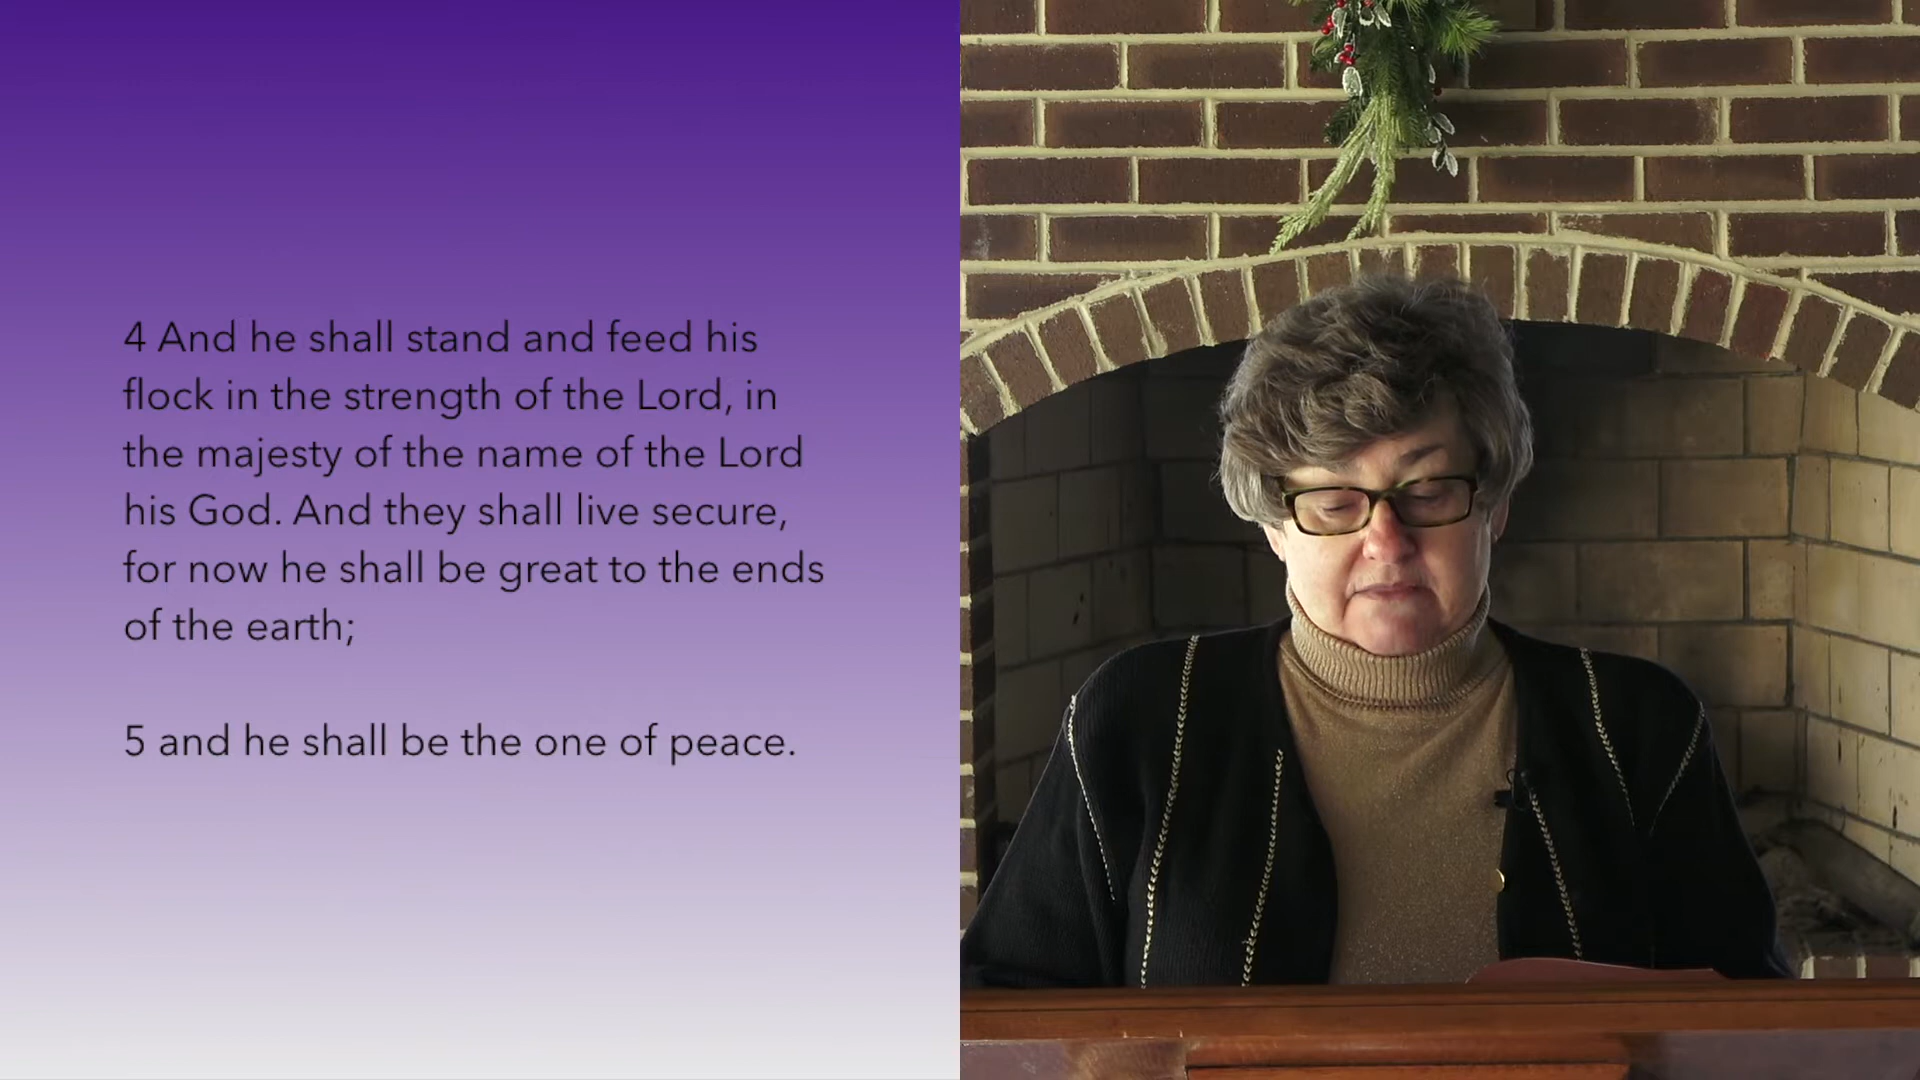 4 And he shall stand and feed his
flock in the strength of the Lord, in
the majesty of the name of the Lord
his God. And they shall live secure,
for now he shall be great to the ends
of the earth;
5 and he shall be the one of peace.